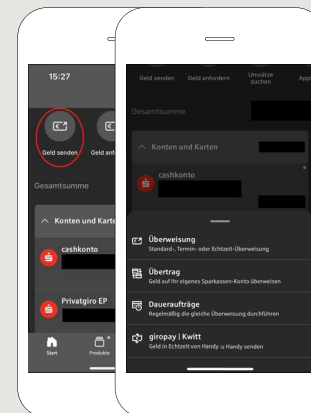 15:27
Geld senden
Geld anf
Gesamtsumme
Konten und Karte
cashkonto
Privatgiro EP
Start
Produkte
Geld senden
Geld anfordern
Umsätze
suchen
Appl
Gesamtsumme
Konten und Karten
cashkonto
Überweisung
Standard-, Termin- oder Echtzeit-Überweisung
Übertrag
Geld auf Ihr eigenes Sparkassen-Konto überweisen
Daueraufträge
Regelmäßig die gleiche Überweisung durchführen
giropay | Kwitt
Geld in Echtzeit von Handy zu Handy senden